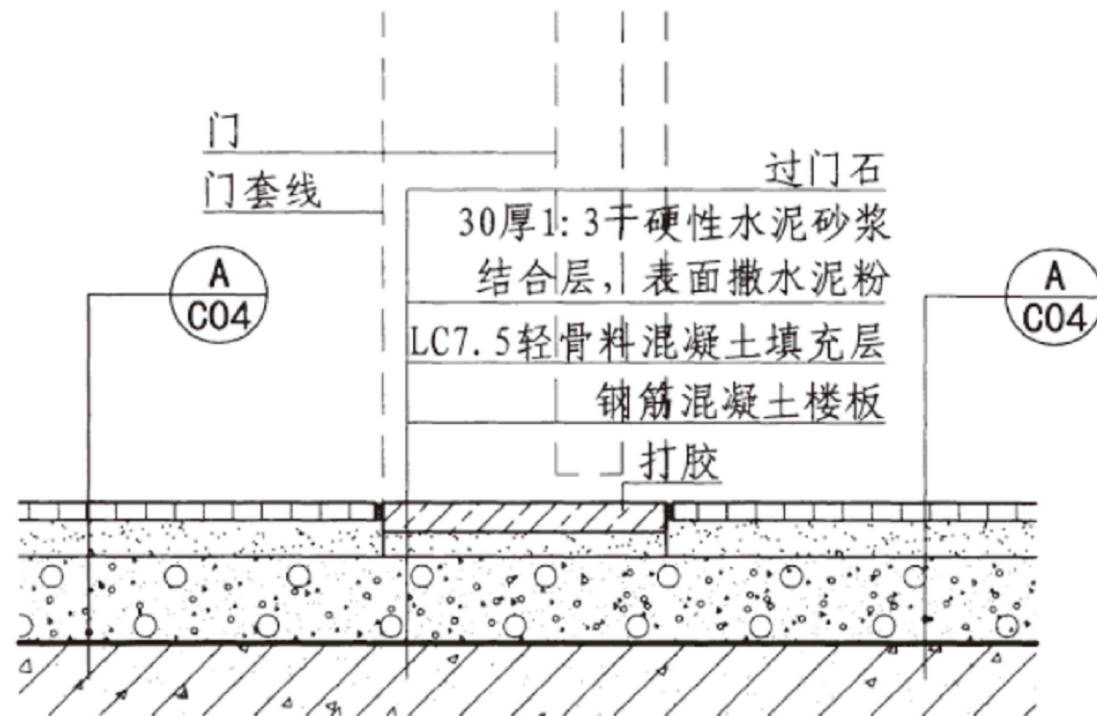 门
门套线
过门石
30厚1:3干硬性水泥砂浆
结合层，表面撒水泥粉
LC7.5轻骨料混凝土填充层
钢筋混凝土楼板
打胶
A
C04
A
C04